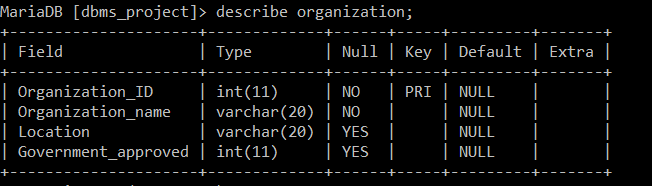 MariaDB [dbms_project]> describe organization;
+---------------------+-------------+------+-----+---------+-------+
| Field               | Type        | Null | Key | Default | Extra |
+---------------------+-------------+------+-----+---------+-------+
| Organization_ID     | int(11)     | NO   | PRI | NULL    |       |
| Organization_name   | varchar(20) | NO   |     | NULL    |       |
| Location            | varchar(20) | YES  |     | NULL    |       |
| Government_approved | int(11)     | YES  |     | NULL    |       |
+---------------------+-------------+------+-----+---------+-------+